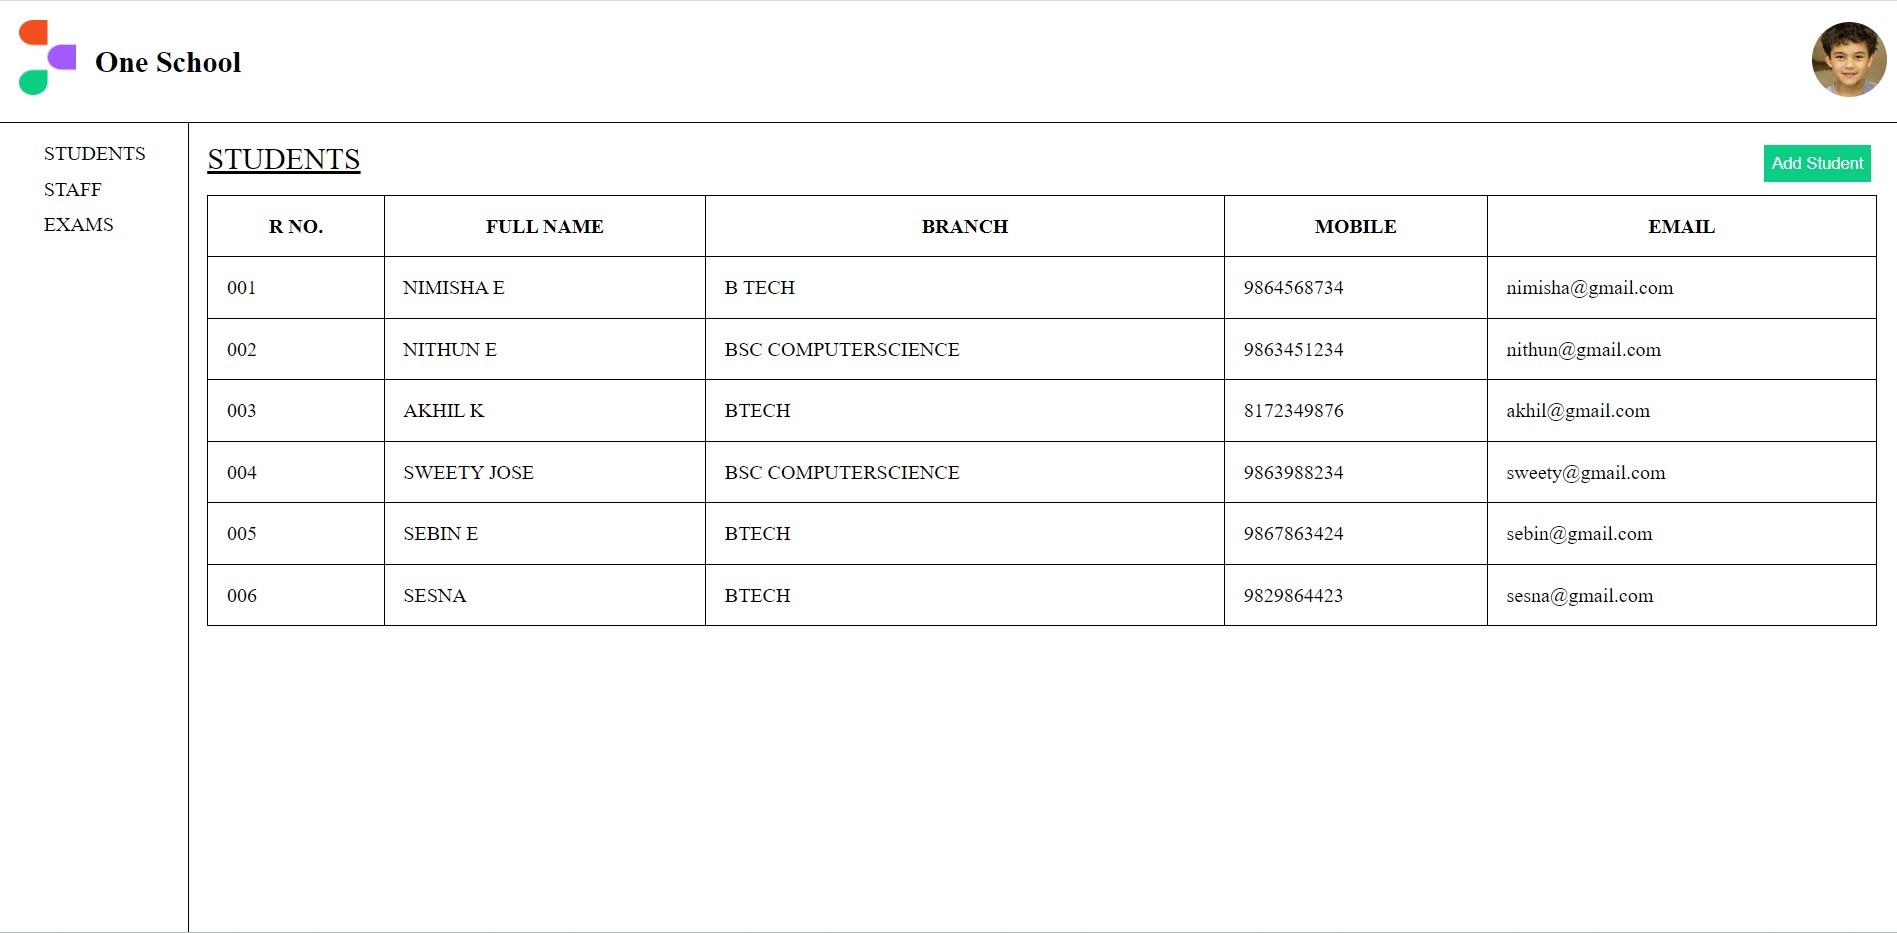 One School
STUDENTS
STAFF
EXAMS
STUDENTS
Add Student
R NO. FULL NAME BRANCH MOBILE EMAIL
001 NIMISHA E B TECH 9864568734 nimisha@gmail.com
002 NITHUN E BSC COMPUTERSCIENCE 9863451234 nithun@gmail.com
003 AKHIL K BTECH 8172349876 akhil@gmail.com
004 SWEETY JOSE BSC COMPUTERSCIENCE 9863988234 sweety@gmail.com
005 SEBIN E BTECH 9867863424 sebin@gmail.com
006 SESNA BTECH 9829864423 sesna@gmail.com